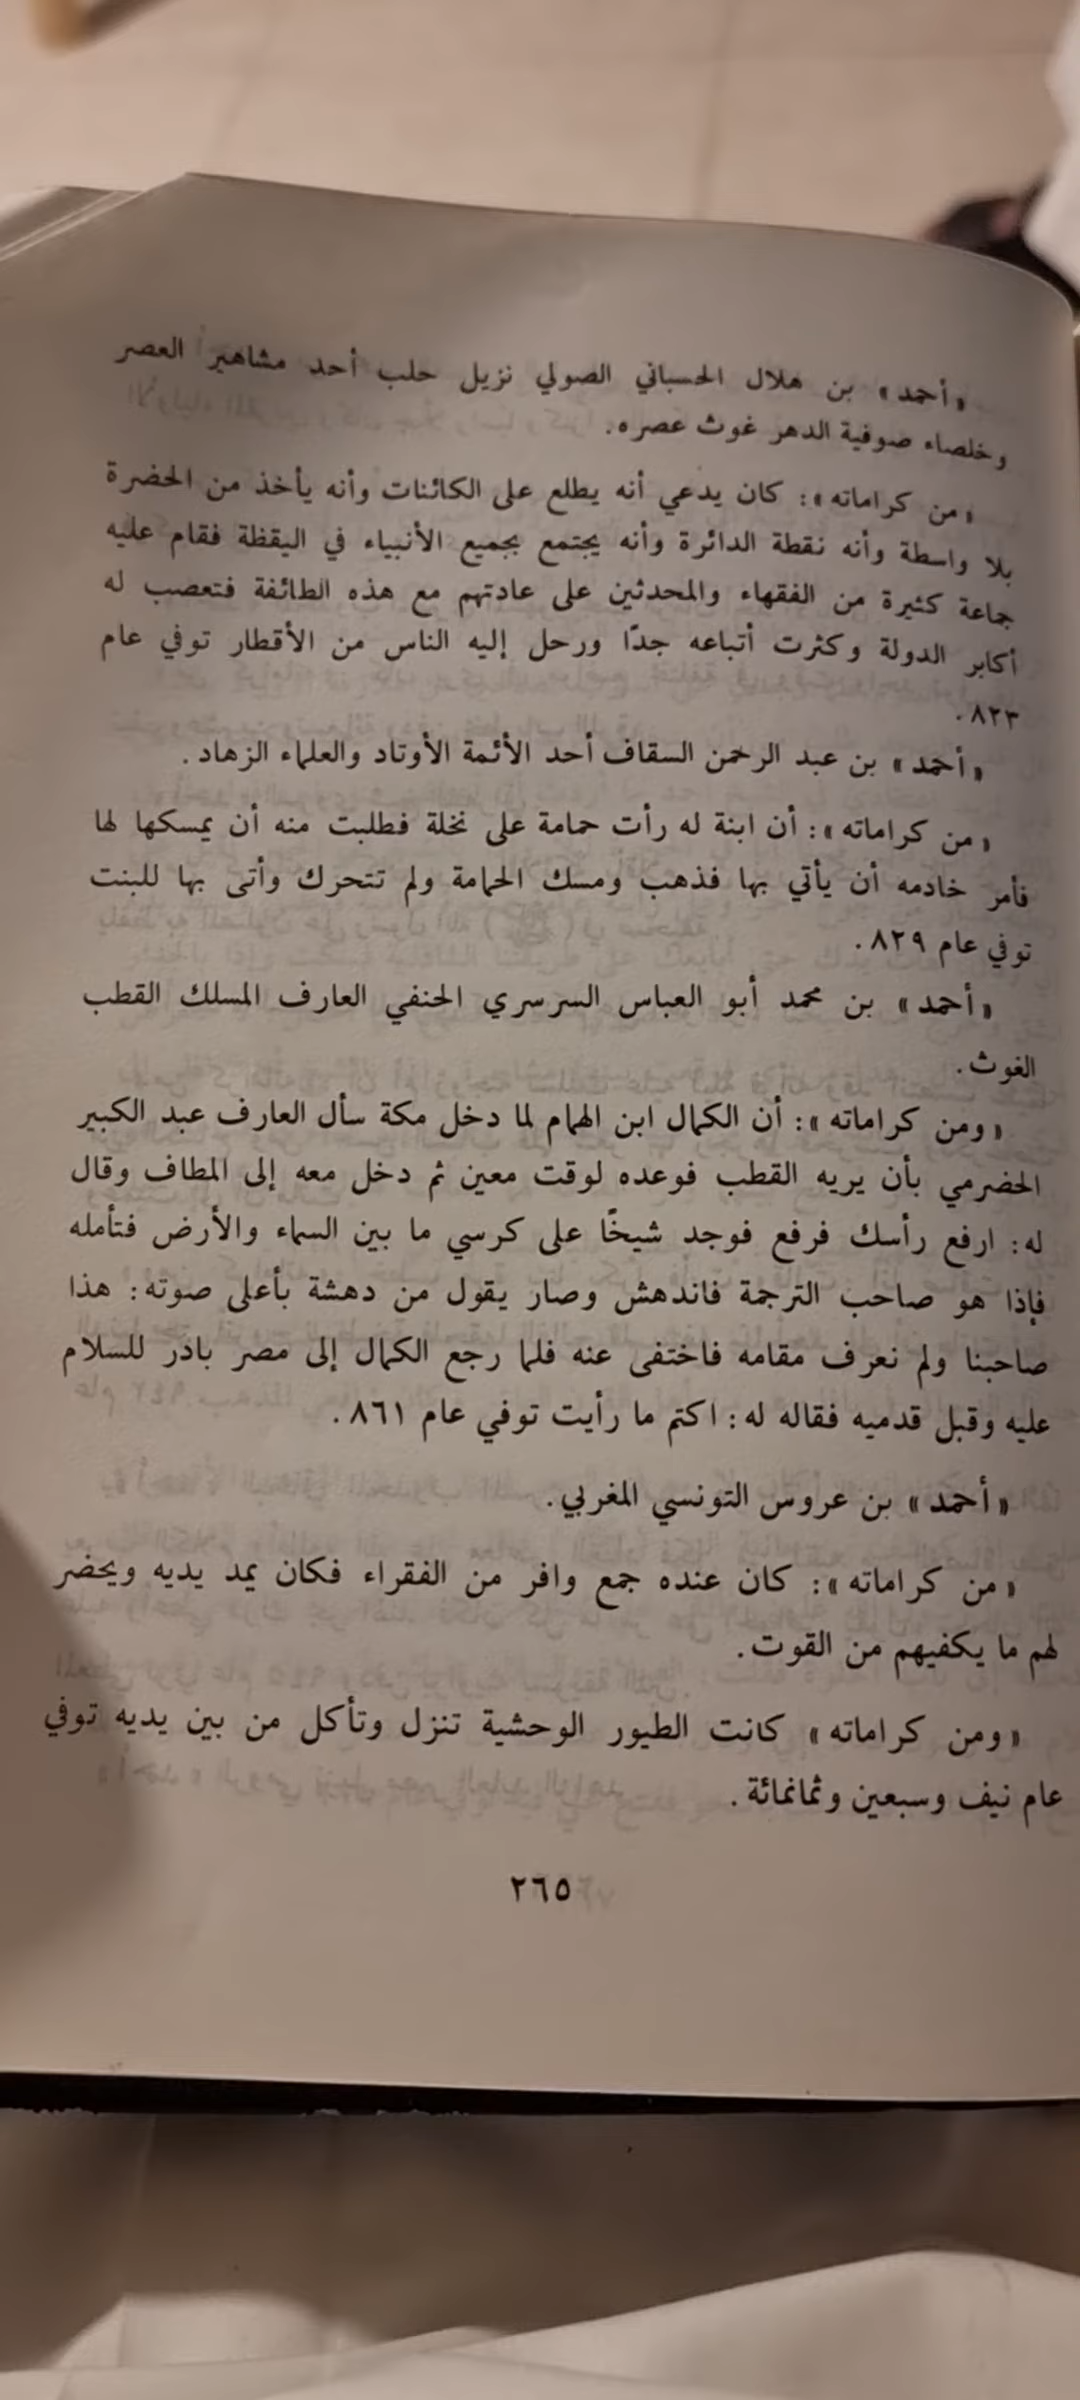 «أحمد» بن هلال الحسباني الصولي نزيل حلب أحد مشاهير العصر
وخلصاء صوفية الدهر غوث عصره.
«من كراماته»: كان يدعي أنه يطلع على الكائنات وأنه يأخذ من الحضرة
بلا واسطة وأنه نقطة الدائرة وأنه يجتمع بجميع الأنبياء في اليقظة فقام عليه
جماعة كثيرة من الفقهاء والمحدثين على عادتهم مع هذه الطائفة فتعصب له
أكابر الدولة وكثرت أتباعه جدًا ورحل إليه الناس من الأقطار توفي عام
٨٢٣.
«أحمد» بن عبد الرحمن السقاف أحد الأئمة الأوتاد والعلماء الزهاد.
«من كراماته»: أن ابنة له رأت حمامة على نخلة فطلبت منه أن يمسكها لها
فأمر خادمه أن يأتي بها فذهب ومسك الحمامة ولم تتحرك وأتى بها للبنت
توفي عام ٨٢٩.
«أحمد» بن محمد أبو العباس السرسري الحنفي العارف المسلك القطب
الغوث.
«ومن كراماته»: أن الكمال ابن الهمام لما دخل مكة سأل العارف عبد الكبير
الحضرمي بأن يريه القطب فوعده لوقت معين ثم دخل معه إلى المطاف وقال
له: ارفع رأسك فرفع فوجد شيخًا على كرسي ما بين السماء والأرض فتأمله
فإذا هو صاحب الترجمة فاندهش وصار يقول من دهشة بأعلى صوته: هذا
صاحبنا ولم نعرف مقامه فاختفى عنه فلما رجع الكمال إلى مصر بادر للسلام
عليه وقبل قدميه فقاله له: اكتم ما رأيت توفي عام ٨٦١.
«أحمد» بن عروس التونسي المغربي.
«من كراماته»: كان عنده جمع وافر من الفقراء فكان يمد يديه ويحضر
لهم ما يكفيهم من القوت.
«ومن كراماته» كانت الطيور الوحشية تنزل وتأكل من بين يديه توفي
عام نيف وسبعين وثمانمائة.
٢٦٥